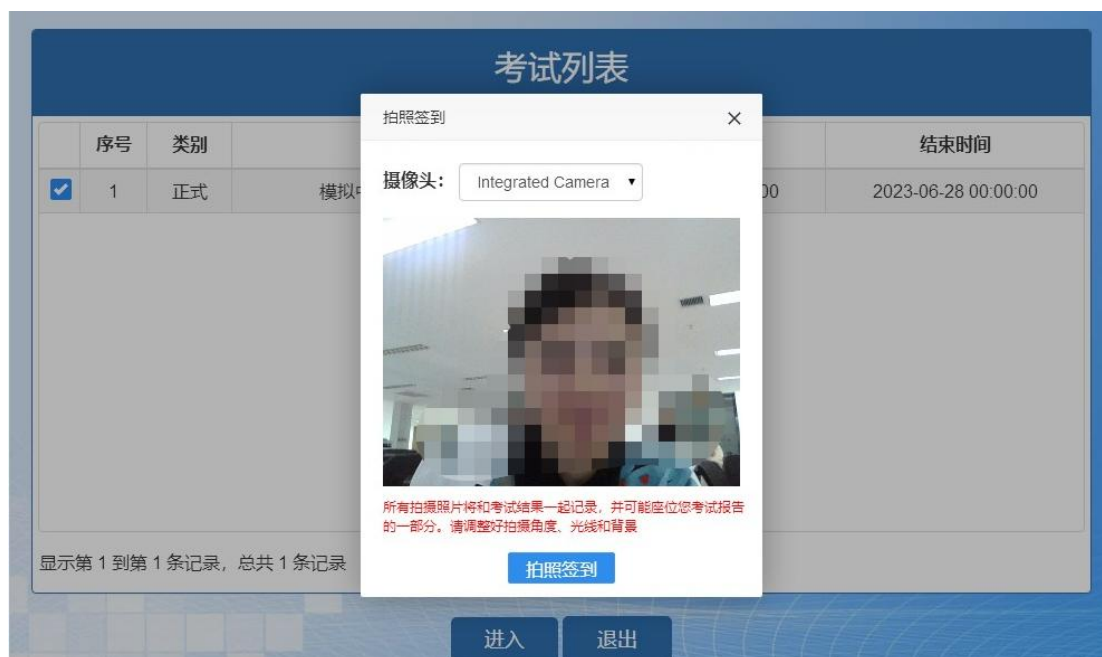 考试列表
拍照签到 ×
序号 类别 结束时间
摄像头： Integrated Camera
1 正式 模拟 00 2023-06-28 00:00:00
所有拍摄照片将和考试结果一起记录，并可能座位您考试报告
的一部分。请调整好拍摄角度、光线和背景
显示第 1 到第 1 条记录，总共 1 条记录
拍照签到
进入 退出